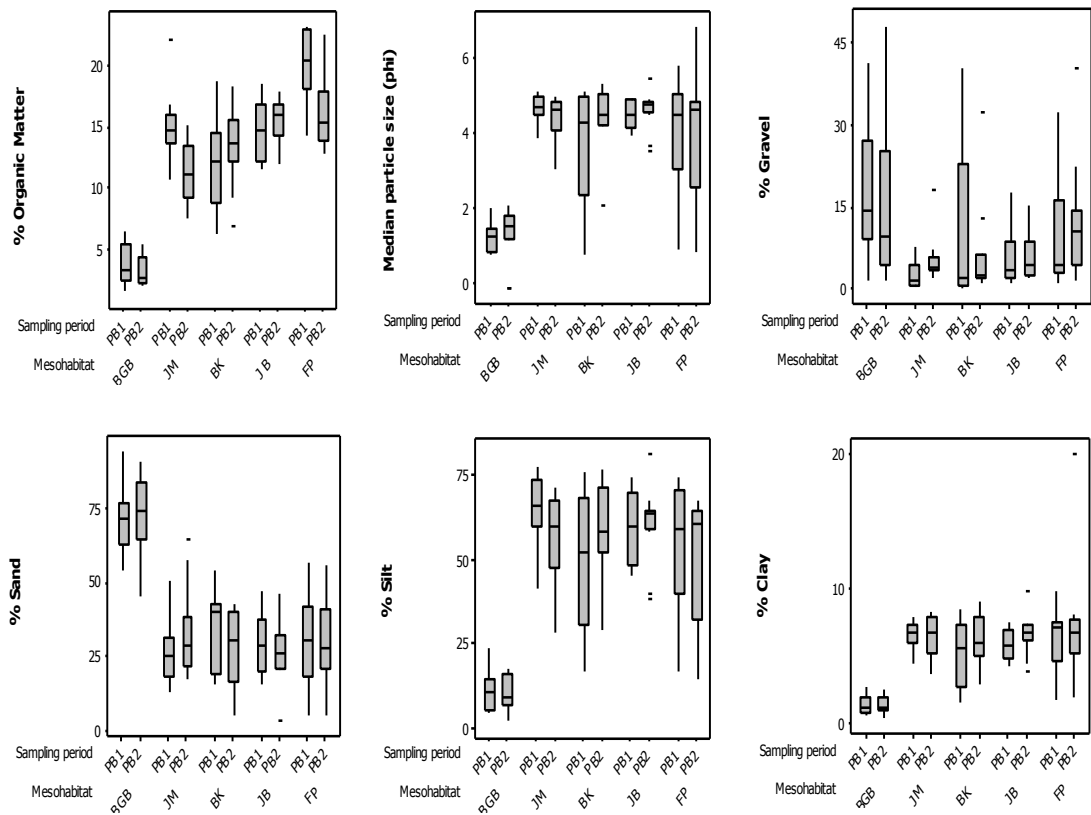 % Organic Matter
20
15
10
5
Sampling period
PB1 PB2 PB1 PB2 PB1 PB2 PB1 PB2 PB1 PB2
Mesohabitat
BGB JM BK JB FP
Median particle size (phi)
6
4
2
0
Sampling period
PB1 PB2 PB1 PB2 PB1 PB2 PB1 PB2 PB1 PB2
Mesohabitat
BGB JM BK JB FP
% Gravel
45
30
15
0
Sampling period
PB1 PB2 PB1 PB2 PB1 PB2 PB1 PB2 PB1 PB2
Mesohabitat
BGB JM BK JB FP
% Sand
75
50
25
0
Sampling period
PB1 PB2 PB1 PB2 PB1 PB2 PB1 PB2 PB1 PB2
Mesohabitat
BGB JM BK JB FP
% Silt
75
50
25
0
Sampling period
PB1 PB2 PB1 PB2 PB1 PB2 PB1 PB2 PB1 PB2
Mesohabitat
BGB JM BK JB FP
% Clay
20
10
0
Sampling period
PB1 PB2 PB1 PB2 PB1 PB2 PB1 PB2 PB1 PB2
Mesohabitat
BGB JM BK JB FP